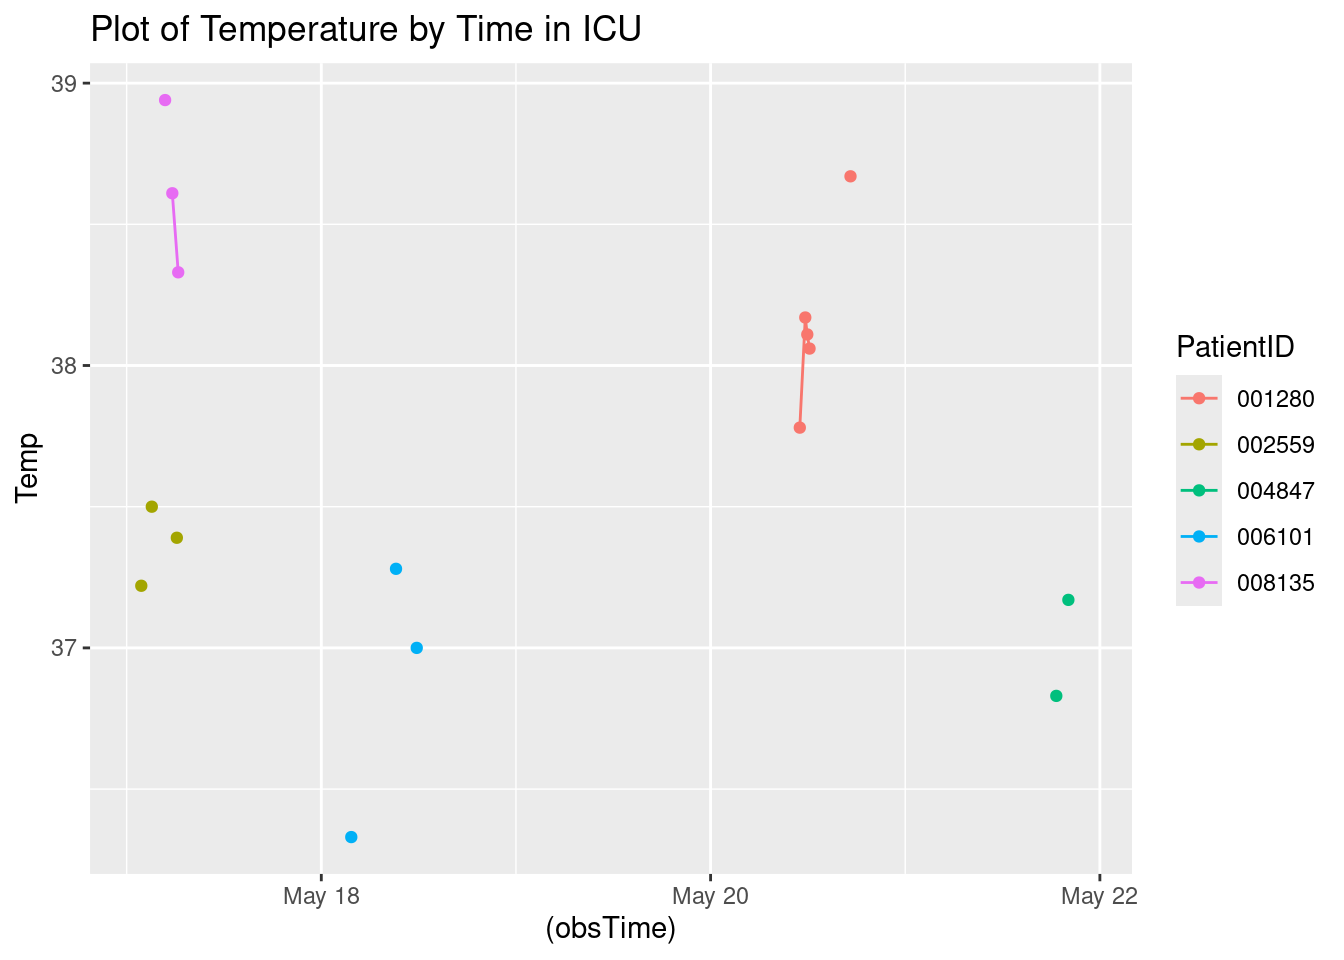 Plot of Temperature by Time in ICU
39
38
37
Temp
May 18
May 20
May 22
(obsTime)
PatientID
001280
002559
004847
006101
008135